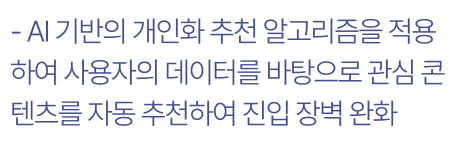 - AI 기반의 개인화 추천 알고리즘을 적용
하여 사용자의 데이터를 바탕으로 관심 콘
텐츠를 자동 추천하여 진입 장벽 완화